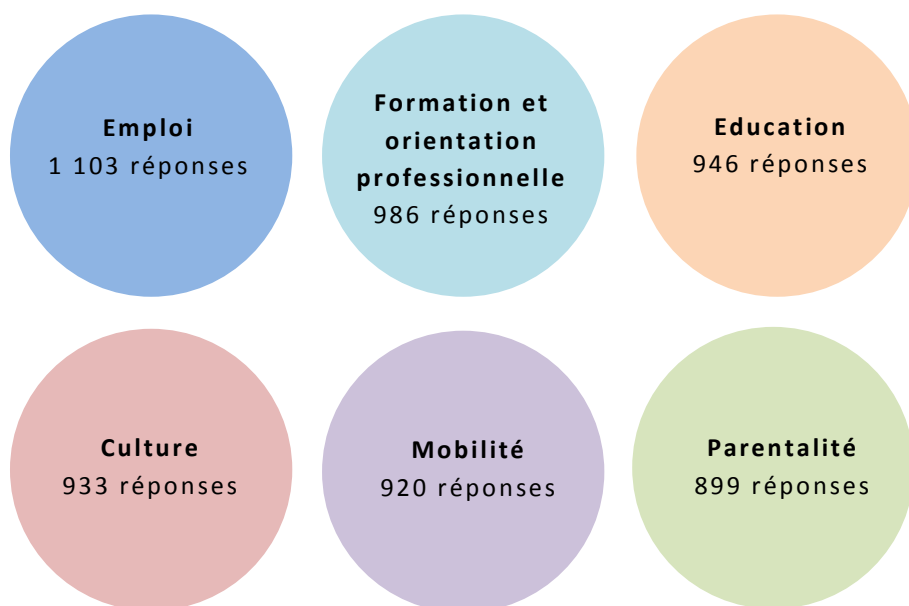 Emploi
1 103 réponses
Formation et
orientation
professionnelle
986 réponses
Education
946 réponses
Culture
933 réponses
Mobilité
920 réponses
Parentalité
899 réponses